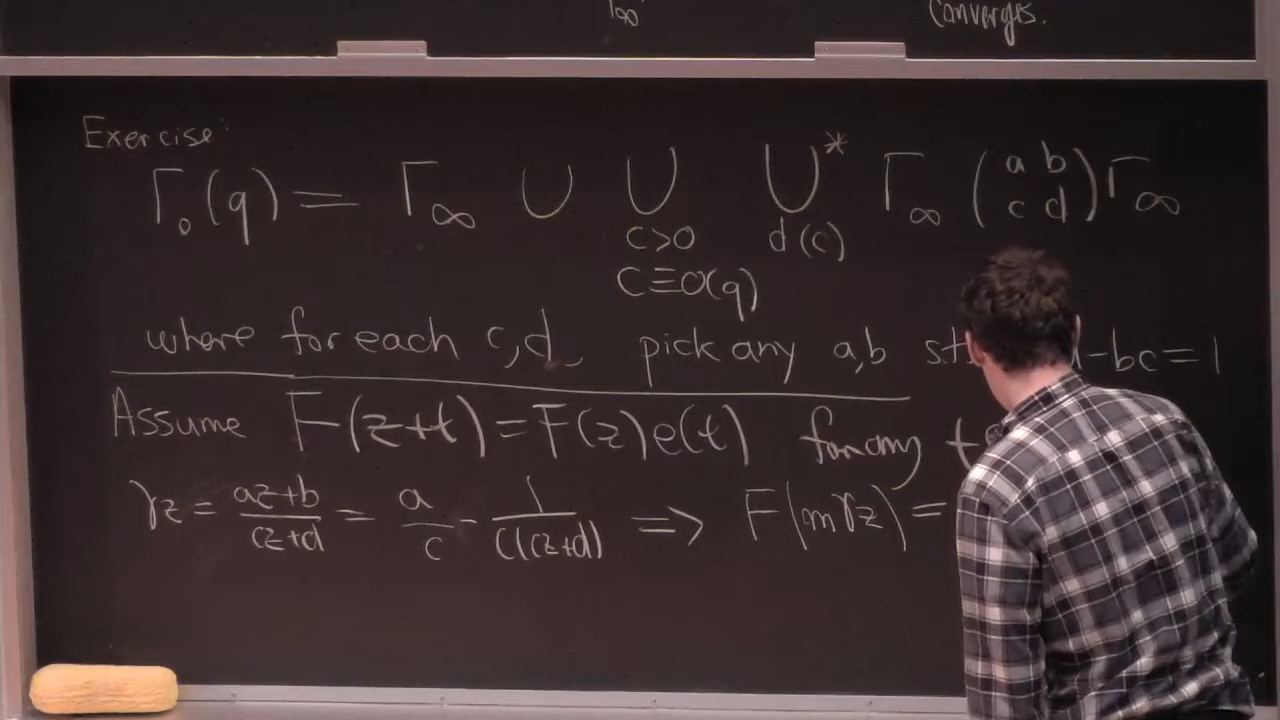 Γ∞ converges.
Exercise:
Γ₀(q) = Γ∞ ∪ ∪ ∪* Γ∞ (a b c d) Γ∞
c>0 d(c)
c≡0(q)
where for each c,d, pick any a,b st -bc=1
Assume F(z+t)=F(z)e(t) for any t
γz = az+b/cz+d = a/c - 1/c(cz+d) => F(mγz) =